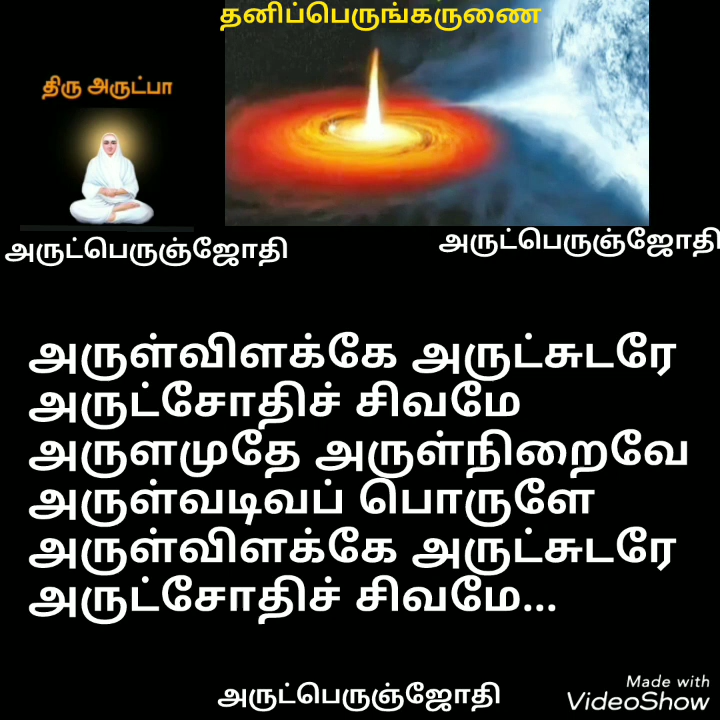 தனிப்பெருங்கருணை
திரு அருட்பா
அருட்பெருஞ்ஜோதி
அருட்பெருஞ்ஜோதி
அருள்விளக்கே அருட்சுடரே
அருட்சோதிச் சிவமே
அருளமுதே அருள்நிறைவே
அருள்வடிவப் பொருளே
அருள்விளக்கே அருட்சுடரே
அருட்சோதிச் சிவமே...
அருட்பெருஞ்ஜோதி
Made with
VideoShow